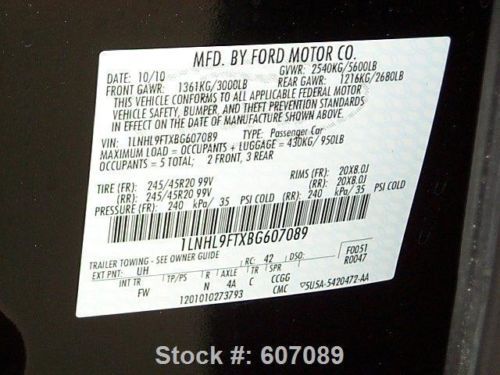 MFD. BY FORD MOTOR CO.
DATE: 10/10 GVWR: 2540KG/5600LB
FRONT GAWR: 1361KG/3000LB REAR GAWR: 1216KG/2680LB
THIS VEHICLE CONFORMS TO ALL APPLICABLE FEDERAL MOTOR
VEHICLE SAFETY, BUMPER, AND THEFT PREVENTION STANDARDS
IN EFFECT ON THE DATE OF MANUFACTURE SHOWN ABOVE.
VIN: 1LNHL9FTXBG607089 TYPE: Passenger Car
MAXIMUM LOAD = OCCUPANTS + LUGGAGE = 430KG/ 950LB
OCCUPANTS = 5 TOTAL; 2 FRONT, 3 REAR
TIRE (FR): 245/45R20 99V RIMS (FR): 20X8.0J
(RR): 245/45R20 99V (RR): 20X8.0J
PRESSURE (FR): 240 kPa/ 35 PSI COLD (RR): 240 kPa/ 35 PSI COLD
1LNHL9FTXBG607089
TRAILER TOWING - SEE OWNER GUIDE
EXT PNT: UH RC: 42 DSO: F0051
R0047
INT TR TP/PS R AXLE TR SPR
FW N 4A C CCGG
1201010273793 CMC 5U5A-5420472-AA
Stock #: 607089